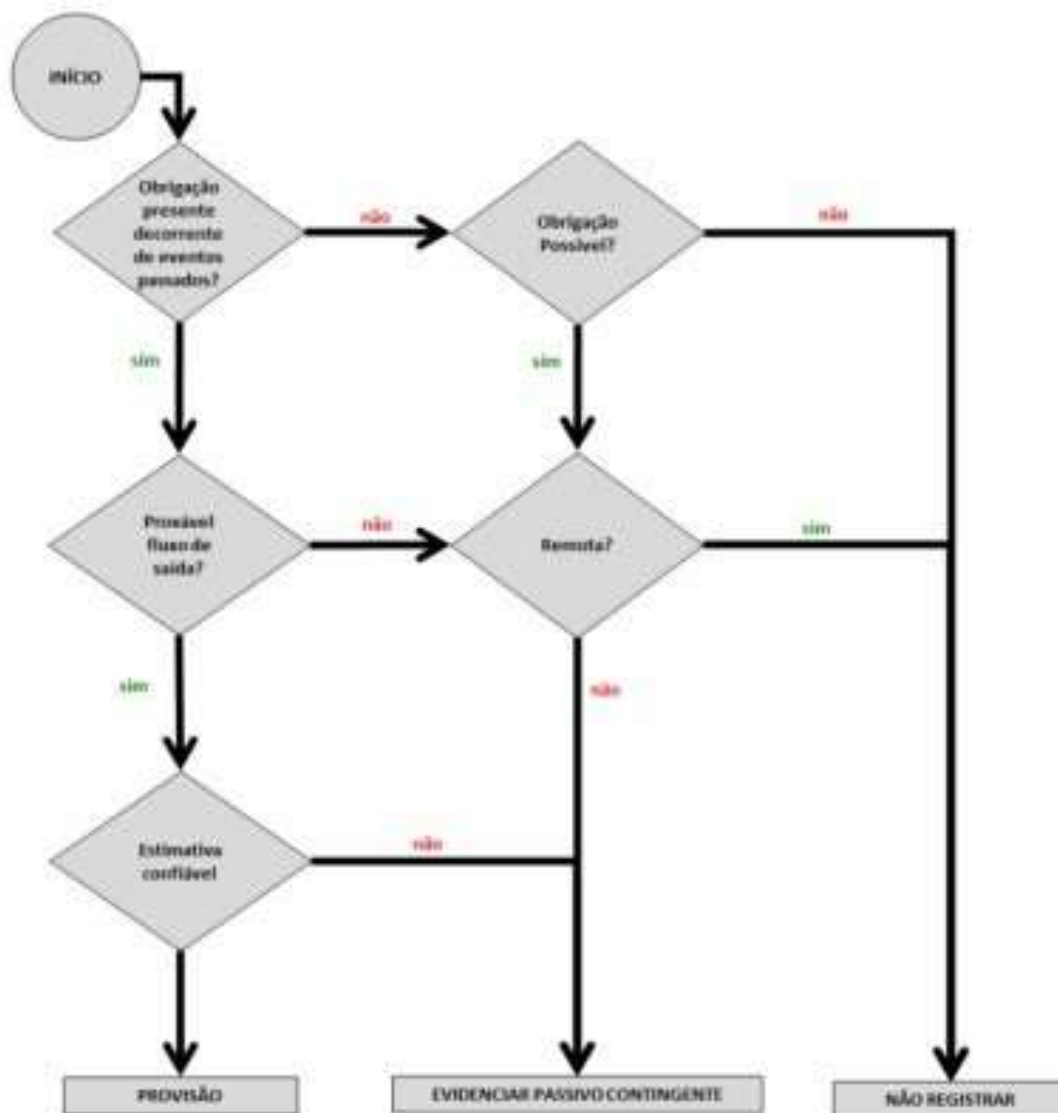 INÍCIO
Obrigação
presente
decorrente
de eventos
passados?
não
Obrigação
Possível?
não
sim
sim
Provável
fluxo de
saída?
não
Remota?
sim
sim
não
Estimativa
confiável
não
PROVISÃO
EVIDENCIAR PASSIVO CONTINGENTE
NÃO REGISTRAR